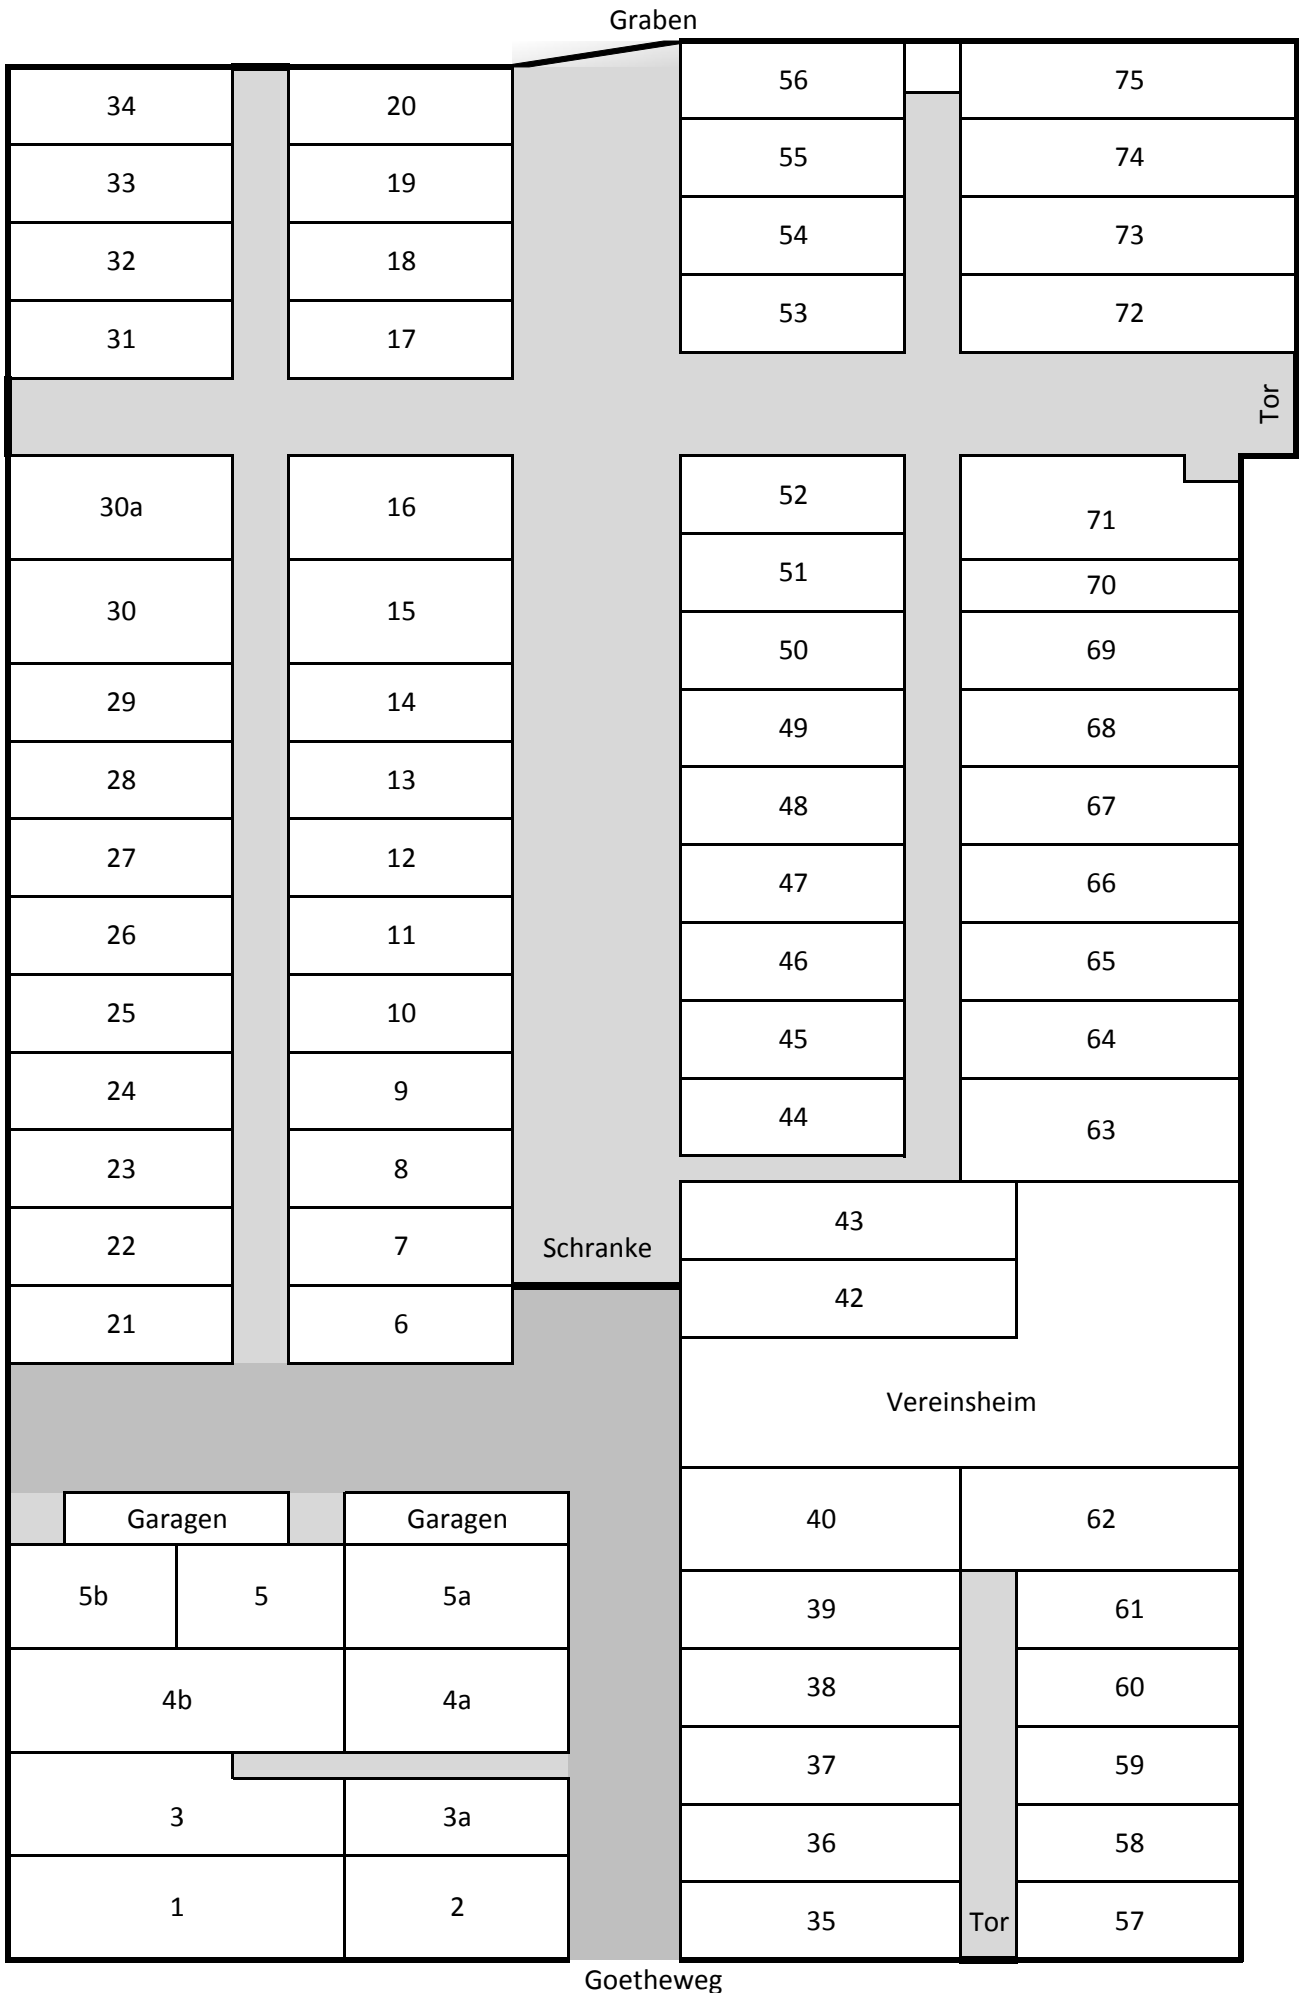 Graben
34 20 56 75
33 19 55 74
32 18 54 73
31 17 53 72
Tor
30a 16 52 71
51
30 15 50 70
29 14 49 69
28 13 48 68
27 12 47 67
26 11 46 66
25 10 45 65
24 9 44 64
23 8 63
22 7 Schranke 43
21 6 42
Vereinsheim
Garagen Garagen 40 62
5b 5 5a 39 61
4b 4a 38 60
37 59
3 3a 36 58
1 2 35 Tor 57
Goetheweg